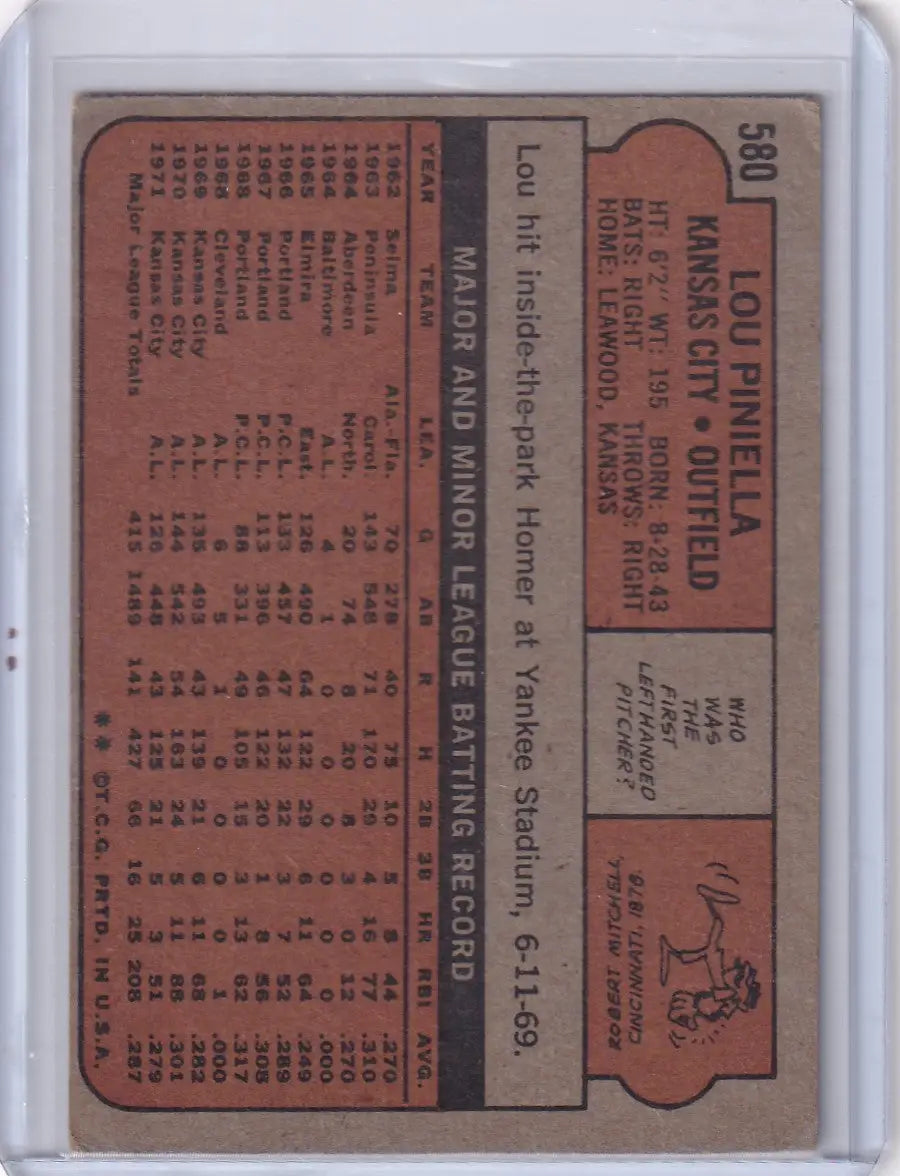 580
LOU PINIELLA
KANSAS CITY • OUTFIELD
HT: 6'2" WT: 195 BORN: 8-28-43
BATS: RIGHT THROWS: RIGHT
HOME: LEAWOOD, KANSAS
WHO
WAS
THE
FIRST
LEFTHANDED
PITCHER?
ROBERT MITCHELL
CINCINNATI, 1878.
Lou hit inside-the-park Homer at Yankee Stadium, 6-11-69.
MAJOR AND MINOR LEAGUE BATTING RECORD
YEAR TEAM LEA. G AB R H 2B 3B HR RBI AVG.
1962 Selma Ala.-Fla. 70 278 40 75 10 5 8 44 .270
1963 Peninsula Carol. 143 548 71 170 29 4 16 77 .310
1964 Aberdeen North. 20 74 8 20 8 3 0 12 .270
1964 Baltimore A.L. 4 1 0 0 0 0 0 0 .000
1965 Elmira East. 126 490 64 122 29 6 11 64 .249
1966 Portland P.C.L. 133 457 47 132 22 3 7 52 .289
1967 Portland P.C.L. 113 396 46 122 20 1 8 56 .308
1968 Portland P.C.L. 88 331 49 105 15 3 13 62 .317
1968 Cleveland A.L. 6 5 1 0 0 0 0 1 .000
1969 Kansas City A.L. 135 493 43 139 21 6 11 68 .282
1970 Kansas City A.L. 144 542 54 163 24 5 11 88 .301
1971 Kansas City A.L. 126 448 43 125 21 5 3 51 .279
Major League Totals 415 1489 141 427 66 16 25 208 .287
** ©T.C.G. PRTD. IN U.S.A.